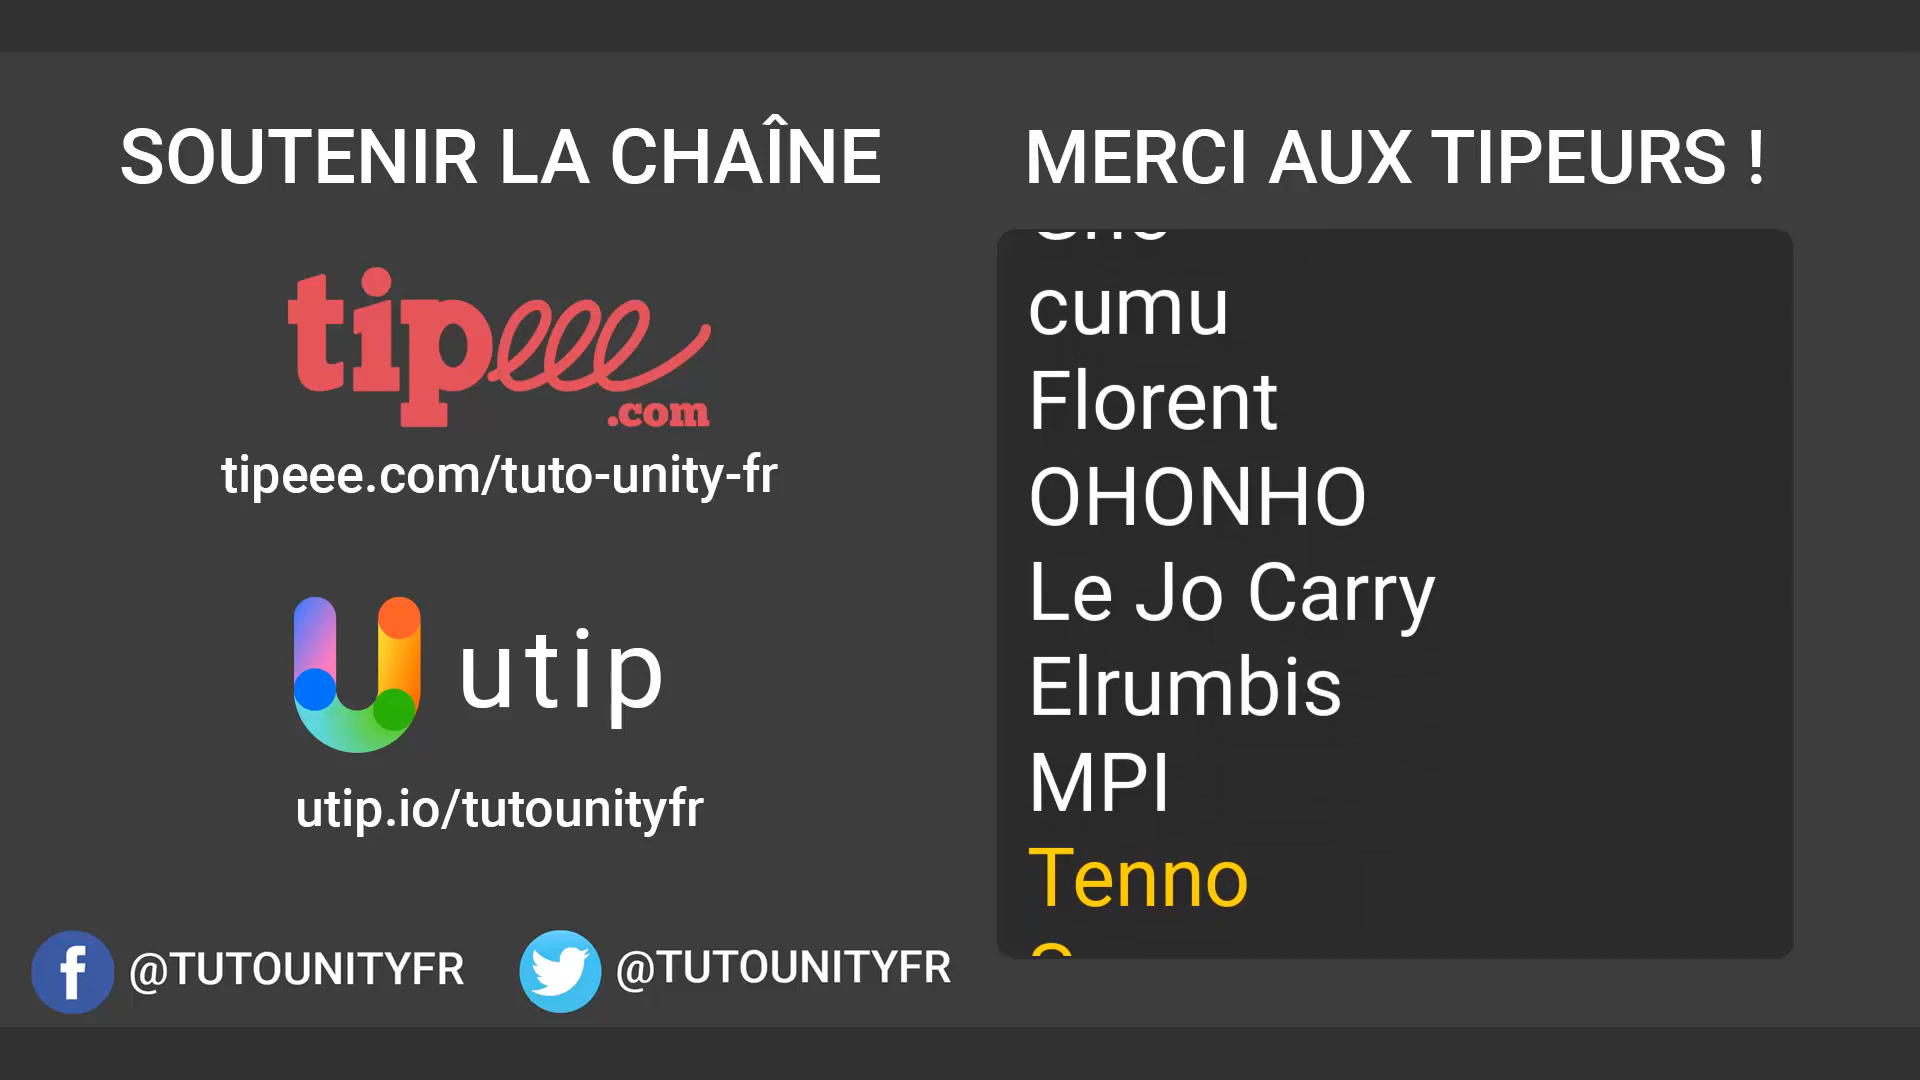 SOUTENIR LA CHAÎNE
tipeee
.com
tipeee.com/tuto-unity-fr
utip
utip.io/tutounityfr
@TUTOUNITYFR
@TUTOUNITYFR
MERCI AUX TIPEURS !
cumu
Florent
OHONHO
Le Jo Carry
Elrumbis
MPI
Tenno